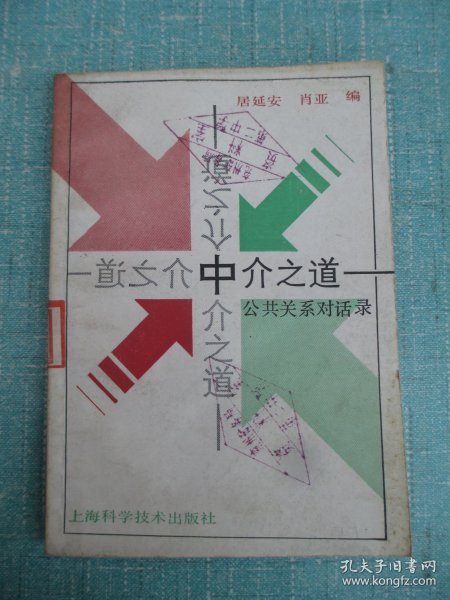 居延安 肖亚 编
中介之道
介之道
介之道
介之道
公共关系对话录
上海科学技术出版社
孔夫子旧书网
www.kongfz.com